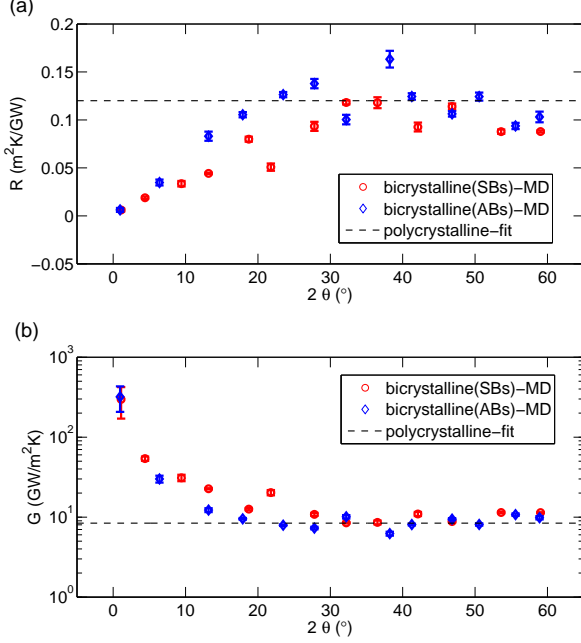 (a)
0.2
0.15
0.1
0.05
0
−0.05
R (m²K/GW)
bicrystalline(SBs)−MD
bicrystalline(ABs)−MD
polycrystalline−fit
0 10 20 30 40 50 60
2 θ (°)
(b)
10³
10²
10¹
10⁰
G (GW/m²K)
bicrystalline(SBs)−MD
bicrystalline(ABs)−MD
polycrystalline−fit
0 10 20 30 40 50 60
2 θ (°)